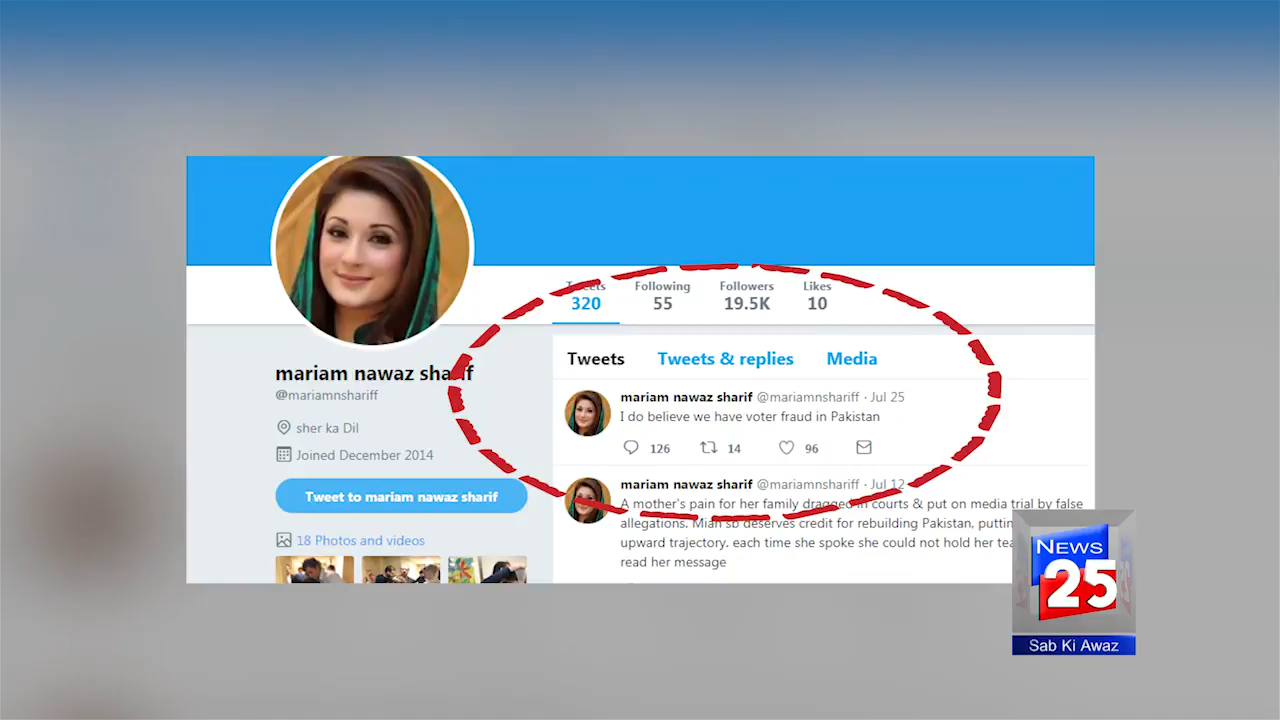 Tweets Following Followers Likes
320 55 19.5K 10
mariam nawaz sharif
@mariamnshariff
sher ka Dil
Joined December 2014
Tweet to mariam nawaz sharif
18 Photos and videos
Tweets Tweets & replies Media
mariam nawaz sharif @mariamnshariff · Jul 25
I do believe we have voter fraud in Pakistan
126 14 96
mariam nawaz sharif @mariamnshariff · Jul 12
A mother's pain for her family dragged in courts & put on media trial by false
allegations. Mian sb deserves credit for rebuilding Pakistan,
upward trajectory. each time she spoke she could not hold her
read her message
NEWS
25
Sab Ki Awaz